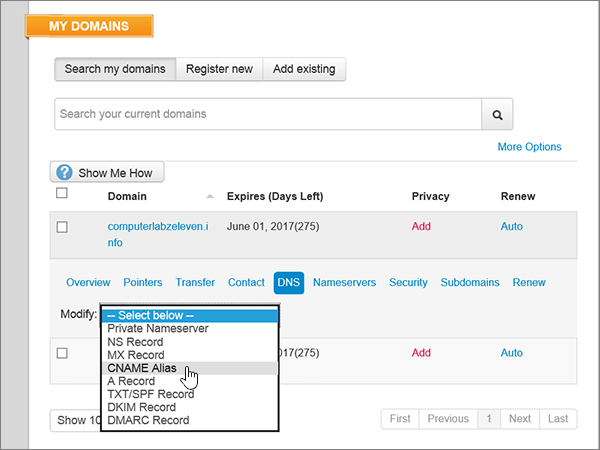 MY DOMAINS
Search my domains Register new Add existing
Search your current domains
More Options
? Show Me How
Domain Expires (Days Left) Privacy Renew
computerlabzeleven.i June 01, 2017(275) Add Auto
nfo
Overview Pointers Transfer Contact DNS Nameservers Security Subdomains Renew
Modify: -- Select below --
Private Nameserver
NS Record
MX Record
2017(275) Add Auto
CNAME Alias
A Record
TXT/SPF Record
DKIM Record
DMARC Record
Show 10 First Previous 1 Next Last